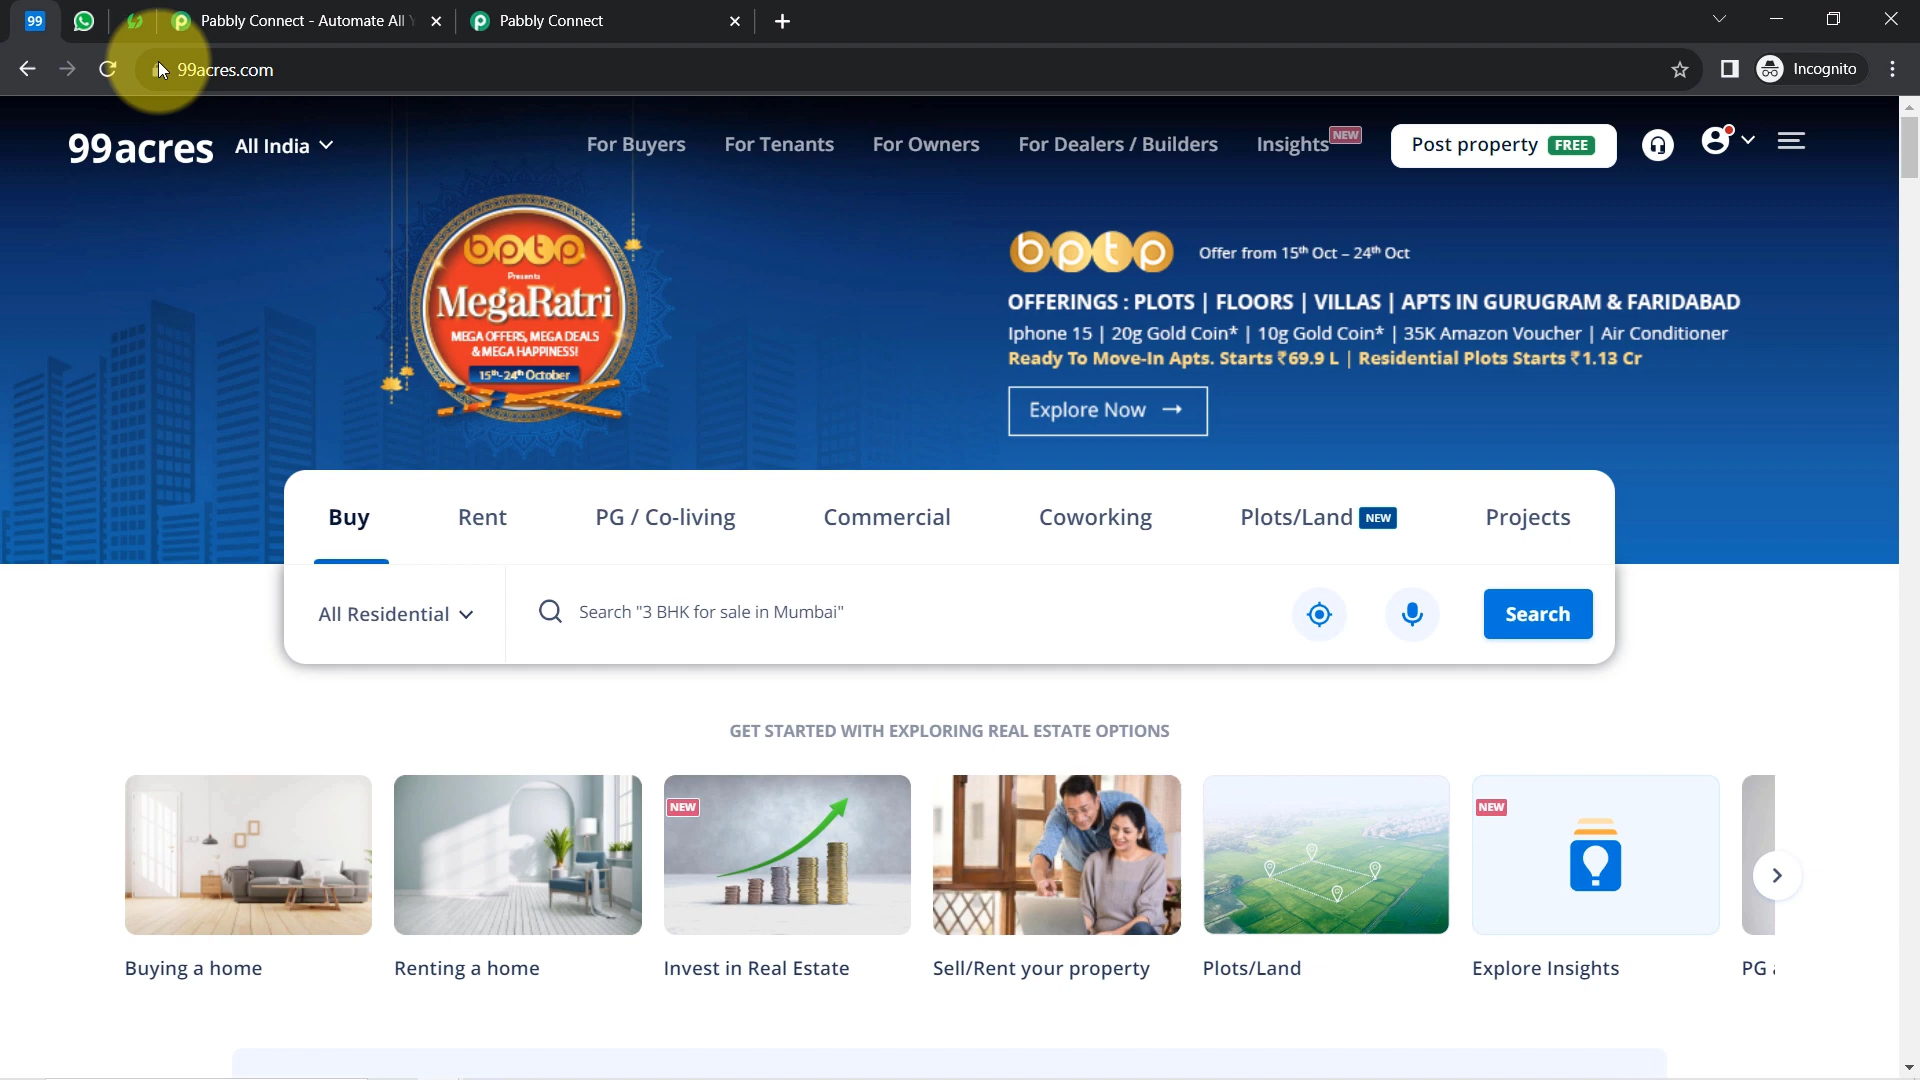 99 Pabbly Connect - Automate All Y Pabbly Connect
99acres.com Incognito
99acres All India For Buyers For Tenants For Owners For Dealers / Builders Insights NEW Post property FREE
bptp
Presents
MegaRatri
MEGA OFFERS, MEGA DEALS
& MEGA HAPPINESS!
15th-24th October
bptp Offer from 15th Oct – 24th Oct
OFFERINGS : PLOTS | FLOORS | VILLAS | APTS IN GURUGRAM & FARIDABAD
Iphone 15 | 20g Gold Coin* | 10g Gold Coin* | 35K Amazon Voucher | Air Conditioner
Ready To Move-In Apts. Starts ₹69.9 L | Residential Plots Starts ₹1.13 Cr
Explore Now →
Buy Rent PG / Co-living Commercial Coworking Plots/Land NEW Projects
All Residential Search "3 BHK for sale in Mumbai" Search
GET STARTED WITH EXPLORING REAL ESTATE OPTIONS
NEW NEW
Buying a home Renting a home Invest in Real Estate Sell/Rent your property Plots/Land Explore Insights PG